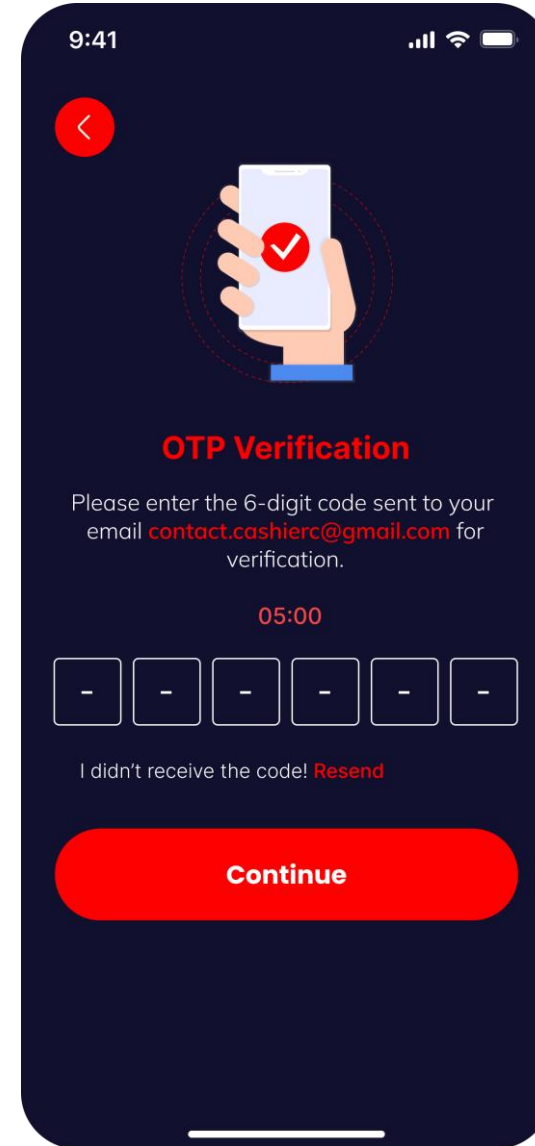 9:41
OTP Verification
Please enter the 6-digit code sent to your
email contact.cashierc@gmail.com for
verification.
05:00
- - - - - -
I didn’t receive the code! Resend
Continue